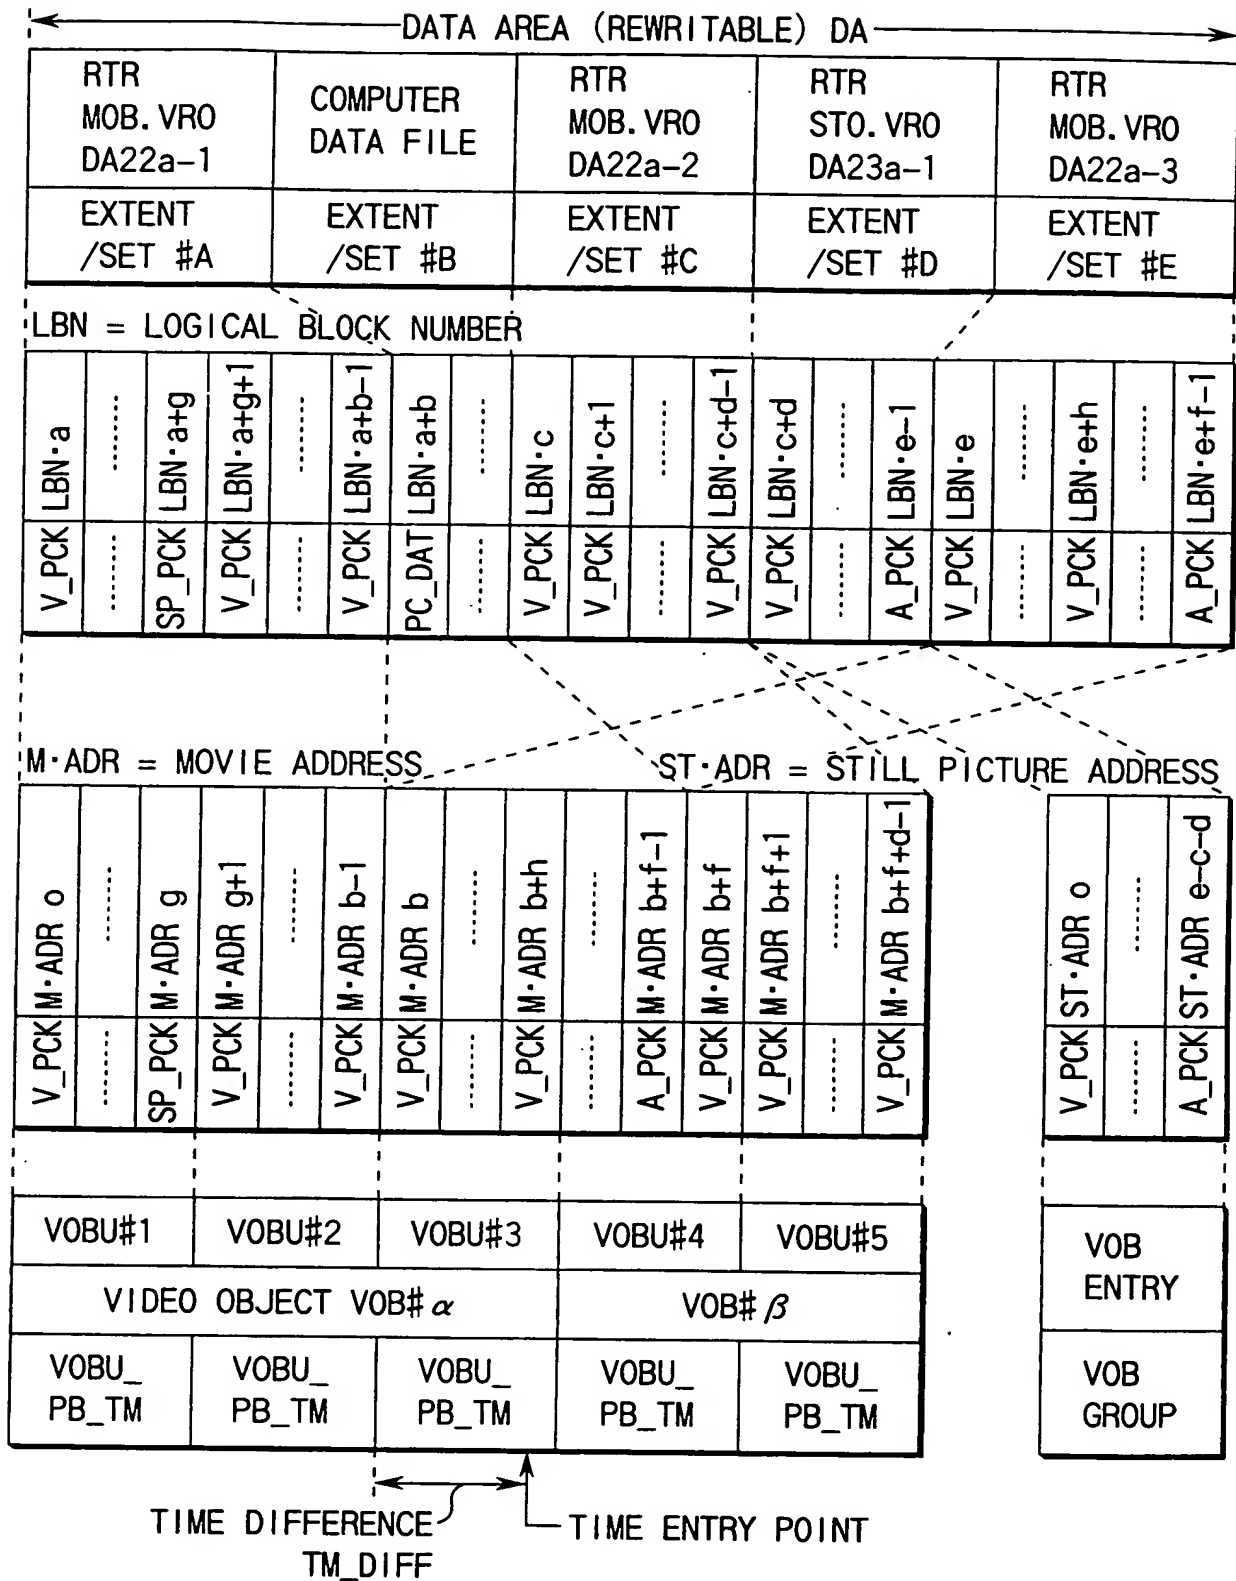 DATA AREA (REWRITABLE) DA
RTR
MOB.VRO
DA22a-1
COMPUTER
DATA FILE
RTR
MOB.VRO
DA22a-2
RTR
STO.VRO
DA23a-1
RTR
MOB.VRO
DA22a-3
EXTENT
/SET #A
EXTENT
/SET #B
EXTENT
/SET #C
EXTENT
/SET #D
EXTENT
/SET #E
LBN = LOGICAL BLOCK NUMBER
V_PCK LBN·a
SP_PCK LBN·a+g
V_PCK LBN·a+g+1
V_PCK LBN·a+b-1
PC_DAT LBN·a+b
V_PCK LBN·c
V_PCK LBN·c+1
V_PCK LBN·c+d-1
V_PCK LBN·c+d
A_PCK LBN·e-1
V_PCK LBN·e
V_PCK LBN·e+h
A_PCK LBN·e+f-1
M·ADR = MOVIE ADDRESS
ST·ADR = STILL PICTURE ADDRESS
V_PCK M·ADR o
SP_PCK M·ADR g
V_PCK M·ADR g+1
V_PCK M·ADR b-1
V_PCK M·ADR b
V_PCK M·ADR b+h
A_PCK M·ADR b+f-1
V_PCK M·ADR b+f
V_PCK M·ADR b+f+1
V_PCK M·ADR b+f+d-1
V_PCK ST·ADR o
A_PCK ST·ADR e-c-d
VOBU#1
VOBU#2
VOBU#3
VOBU#4
VOBU#5
VIDEO OBJECT VOB#α
VOB#β
VOBU_
PB_TM
VOBU_
PB_TM
VOBU_
PB_TM
VOBU_
PB_TM
VOBU_
PB_TM
VOB
ENTRY
VOB
GROUP
TIME DIFFERENCE
TM_DIFF
TIME ENTRY POINT